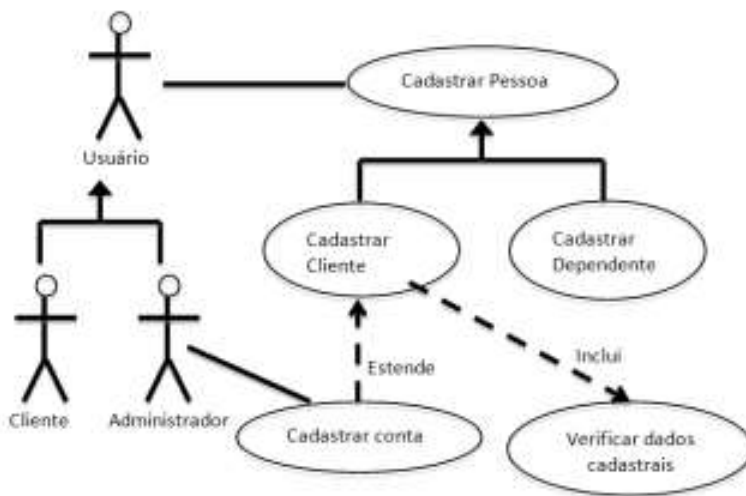 Cadastrar Pessoa
Usuário
Cadastrar
Cliente
Cadastrar
Dependente
Estende
Inclui
Cliente
Administrador
Cadastrar conta
Verificar dados
cadastrais